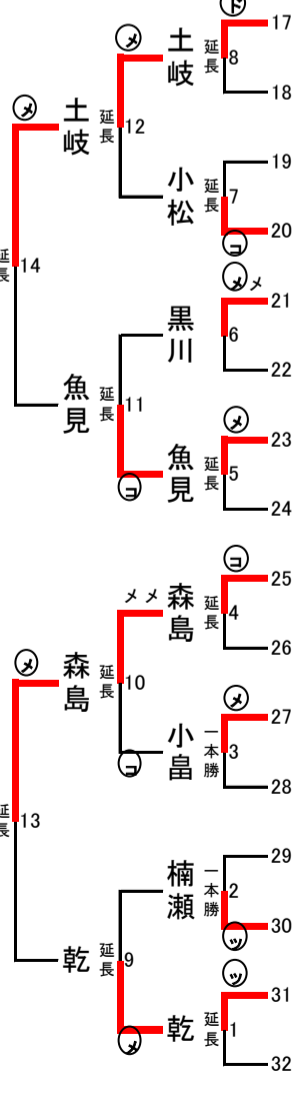 ド
17
土岐
延長
8
18
メ
延長
12
19
小松
延長
7
20
コ
メ
土岐
延長
14
メメ
21
黒川
6
22
魚見
延長
11
コ
メ
23
魚見
延長
5
24
コ
25
森島
延長
4
26
メメ
延長
10
コ
メ
27
小畠
一本勝
3
28
メ
森島
延長
13
29
楠瀬
一本勝
2
30
ッ
乾
延長
9
メ
ッ
31
乾
延長
1
32